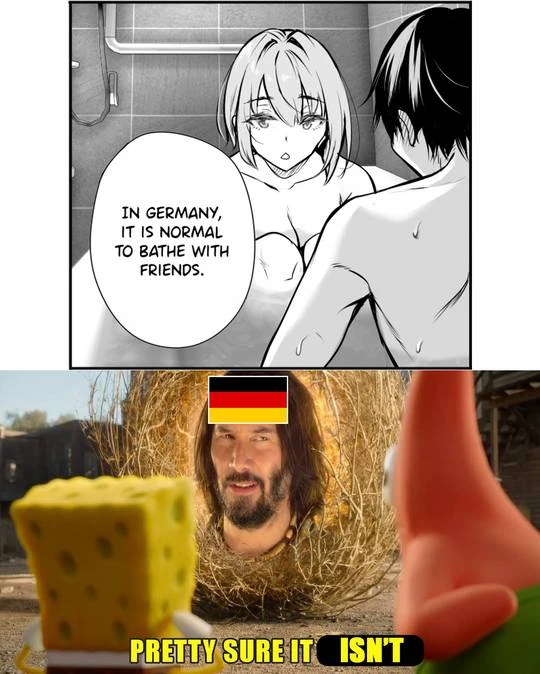 IN GERMANY,
IT IS NORMAL
TO BATHE WITH
FRIENDS.
PRETTY SURE IT ISN'T